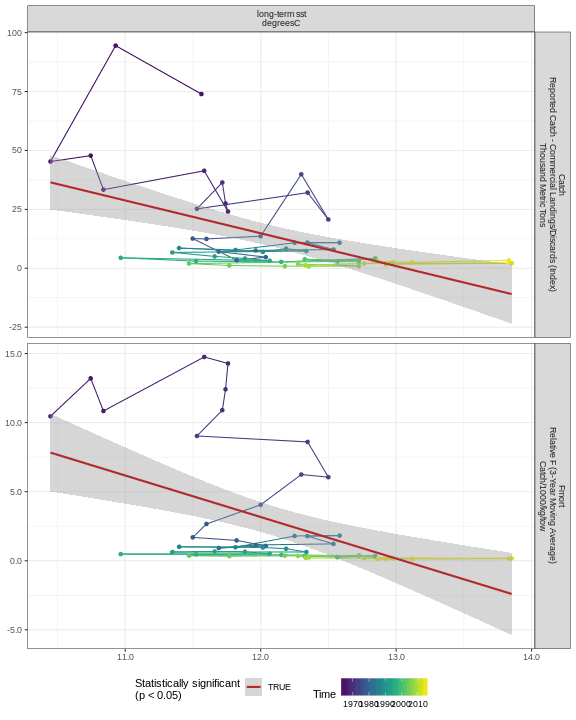 long-term sst
degreesC
100
75
50
25
0
-25
Catch
Reported Catch - Commercial Landings/Discards (Index)
Thousand Metric Tons
15.0
10.0
5.0
0.0
-5.0
Fmort
Relative F (3-Year Moving Average)
Catch/1000/kg/tow
11.0 12.0 13.0 14.0
Statistically significant
(p < 0.05)
TRUE
Time
1970 1980 1990 2000 2010